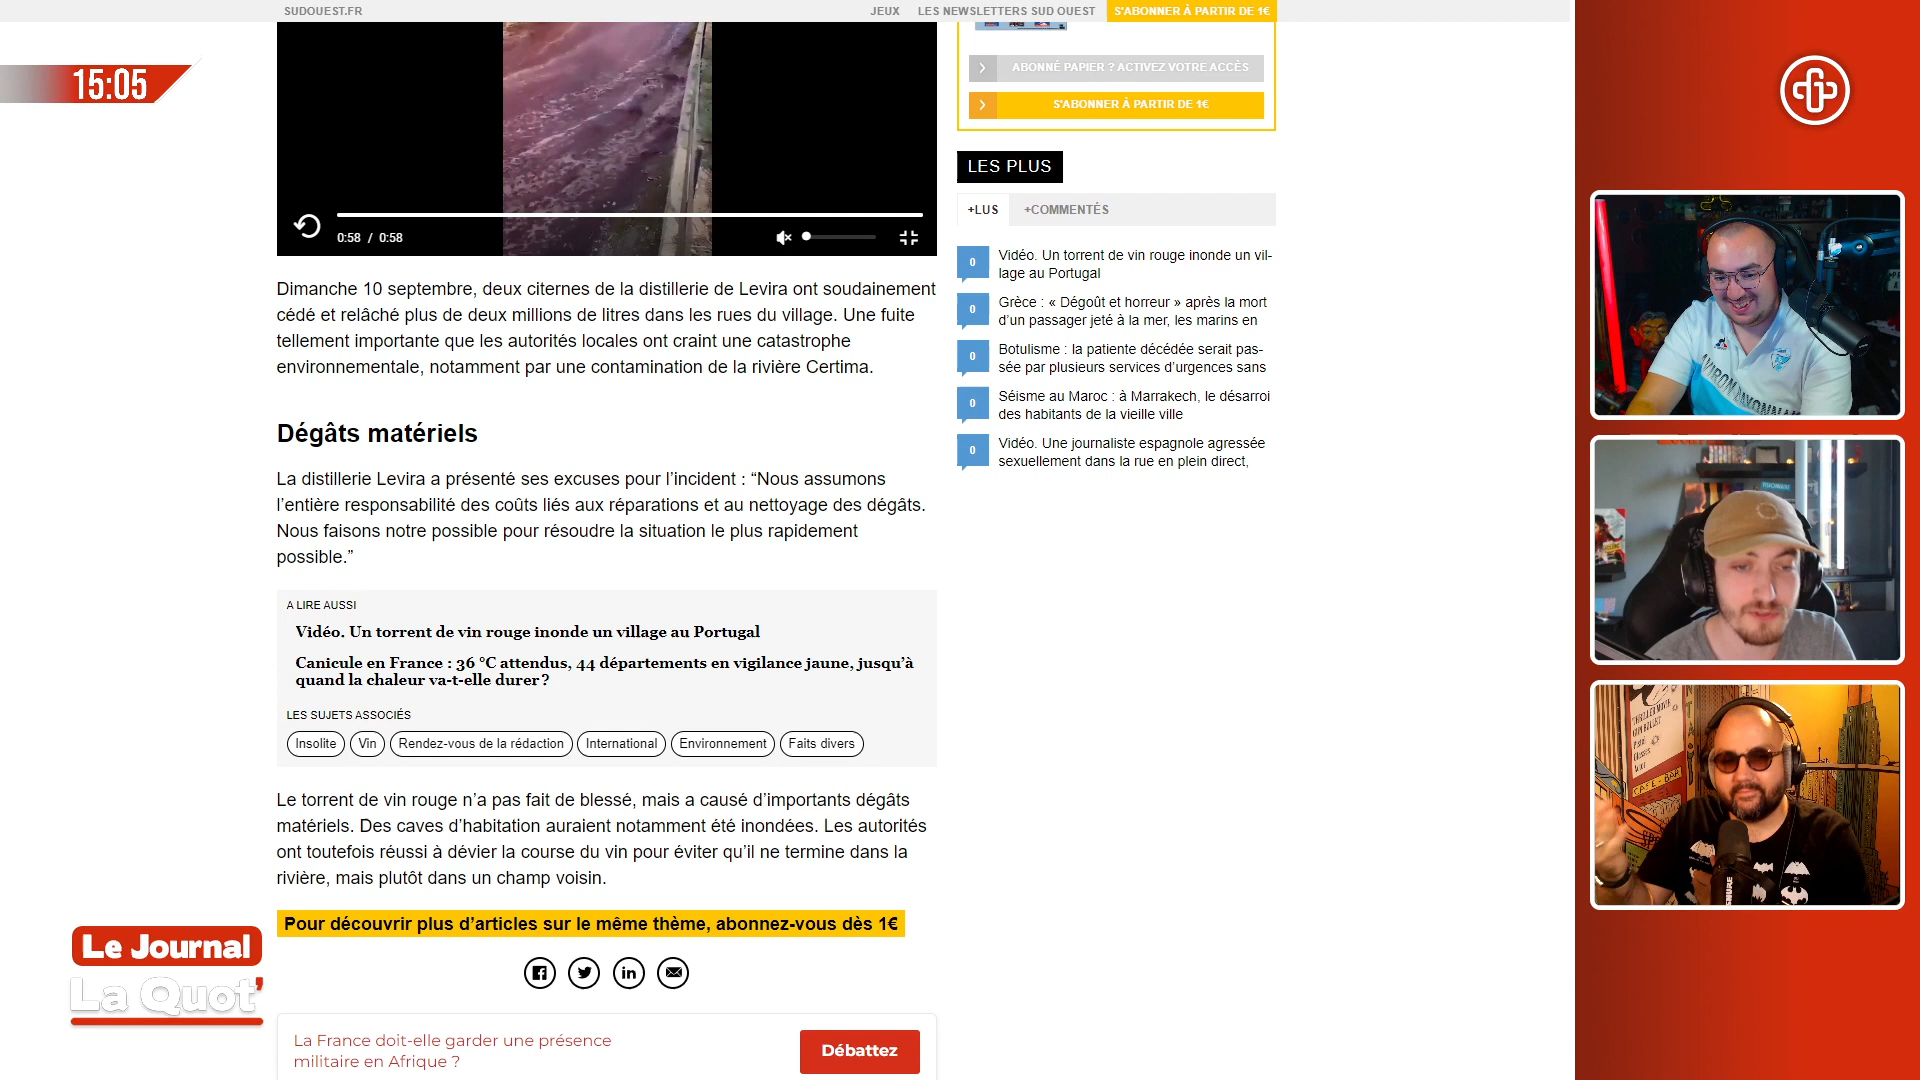 SUDOUEST.FR
JEUX
LES NEWSLETTERS SUD OUEST
S'ABONNER À PARTIR DE 1€
15:05
0:58 / 0:58
Dimanche 10 septembre, deux citernes de la distillerie de Levira ont soudainement
cédé et relâché plus de deux millions de litres dans les rues du village. Une fuite
tellement importante que les autorités locales ont craint une catastrophe
environnementale, notamment par une contamination de la rivière Certima.
Dégâts matériels
La distillerie Levira a présenté ses excuses pour l’incident : “Nous assumons
l’entière responsabilité des coûts liés aux réparations et au nettoyage des dégâts.
Nous faisons notre possible pour résoudre la situation le plus rapidement
possible.”
A LIRE AUSSI
Vidéo. Un torrent de vin rouge inonde un village au Portugal
Canicule en France : 36 °C attendus, 44 départements en vigilance jaune, jusqu’à
quand la chaleur va-t-elle durer ?
LES SUJETS ASSOCIÉS
Insolite
Vin
Rendez-vous de la rédaction
International
Environnement
Faits divers
Le torrent de vin rouge n’a pas fait de blessé, mais a causé d’importants dégâts
matériels. Des caves d’habitation auraient notamment été inondées. Les autorités
ont toutefois réussi à dévier la course du vin pour éviter qu’il ne termine dans la
rivière, mais plutôt dans un champ voisin.
Pour découvrir plus d’articles sur le même thème, abonnez-vous dès 1€
in
La France doit-elle garder une présence
militaire en Afrique ?
Débattez
ABONNÉ PAPIER ? ACTIVEZ VOTRE ACCÈS
S'ABONNER À PARTIR DE 1€
LES PLUS
+LUS
+COMMENTÉS
0
Vidéo. Un torrent de vin rouge inonde un vil-
lage au Portugal
0
Grèce : « Dégoût et horreur » après la mort
d’un passager jeté à la mer, les marins en
0
Botulisme : la patiente décédée serait pas-
sée par plusieurs services d’urgences sans
0
Séisme au Maroc : à Marrakech, le désarroi
des habitants de la vieille ville
0
Vidéo. Une journaliste espagnole agressée
sexuellement dans la rue en plein direct,
Le Journal
La Quot'
AVIRON BAYONNAIS
CAFE - BAR
SHURE